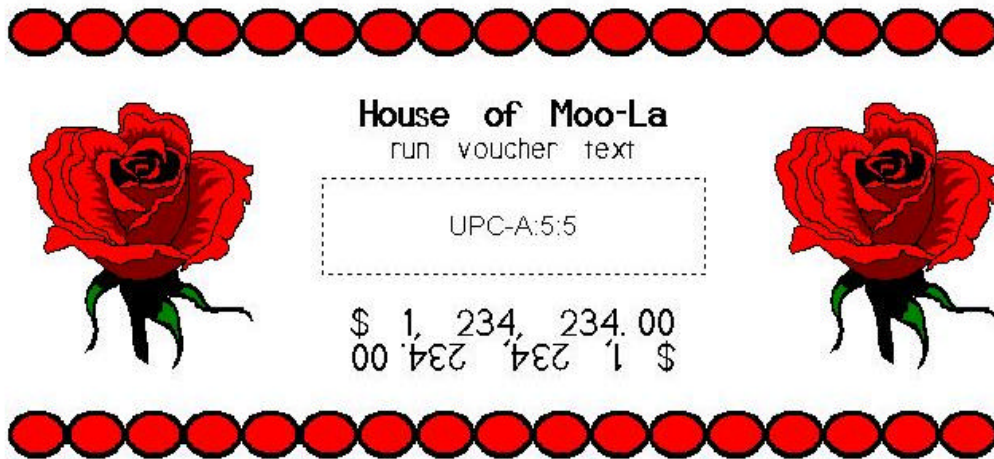 House of Moo-La
run voucher text
UPC-A:5:5
$ 1, 234, 234.00
$ 1, 234, 234.00